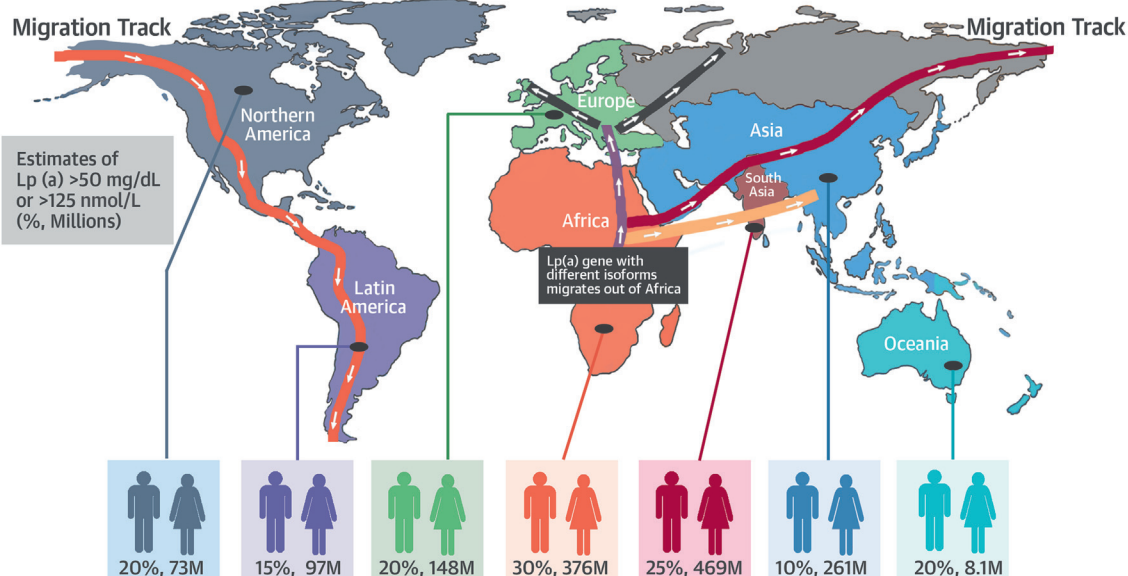 Migration Track
Migration Track
Northern
America
Europe
Asia
Estimates of
Lp (a) >50 mg/dL
or >125 nmol/L
(%, Millions)
South
Asia
Africa
Lp(a) gene with
different isoforms
migrates out of Africa
Latin
America
Oceania
20%, 73M
15%, 97M
20%, 148M
30%, 376M
25%, 469M
10%, 261M
20%, 8.1M